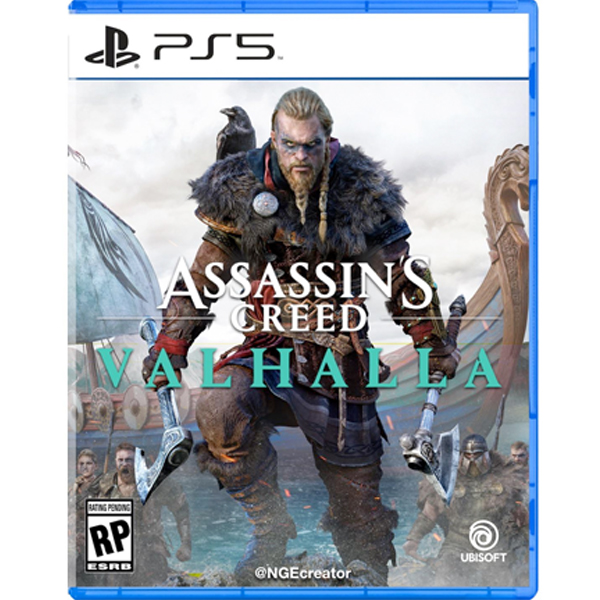 PS5
ASSASSIN'S
CREED
VALHALLA
RATING PENDING
RP
ESRB
UBISOFT
@NGEcreator